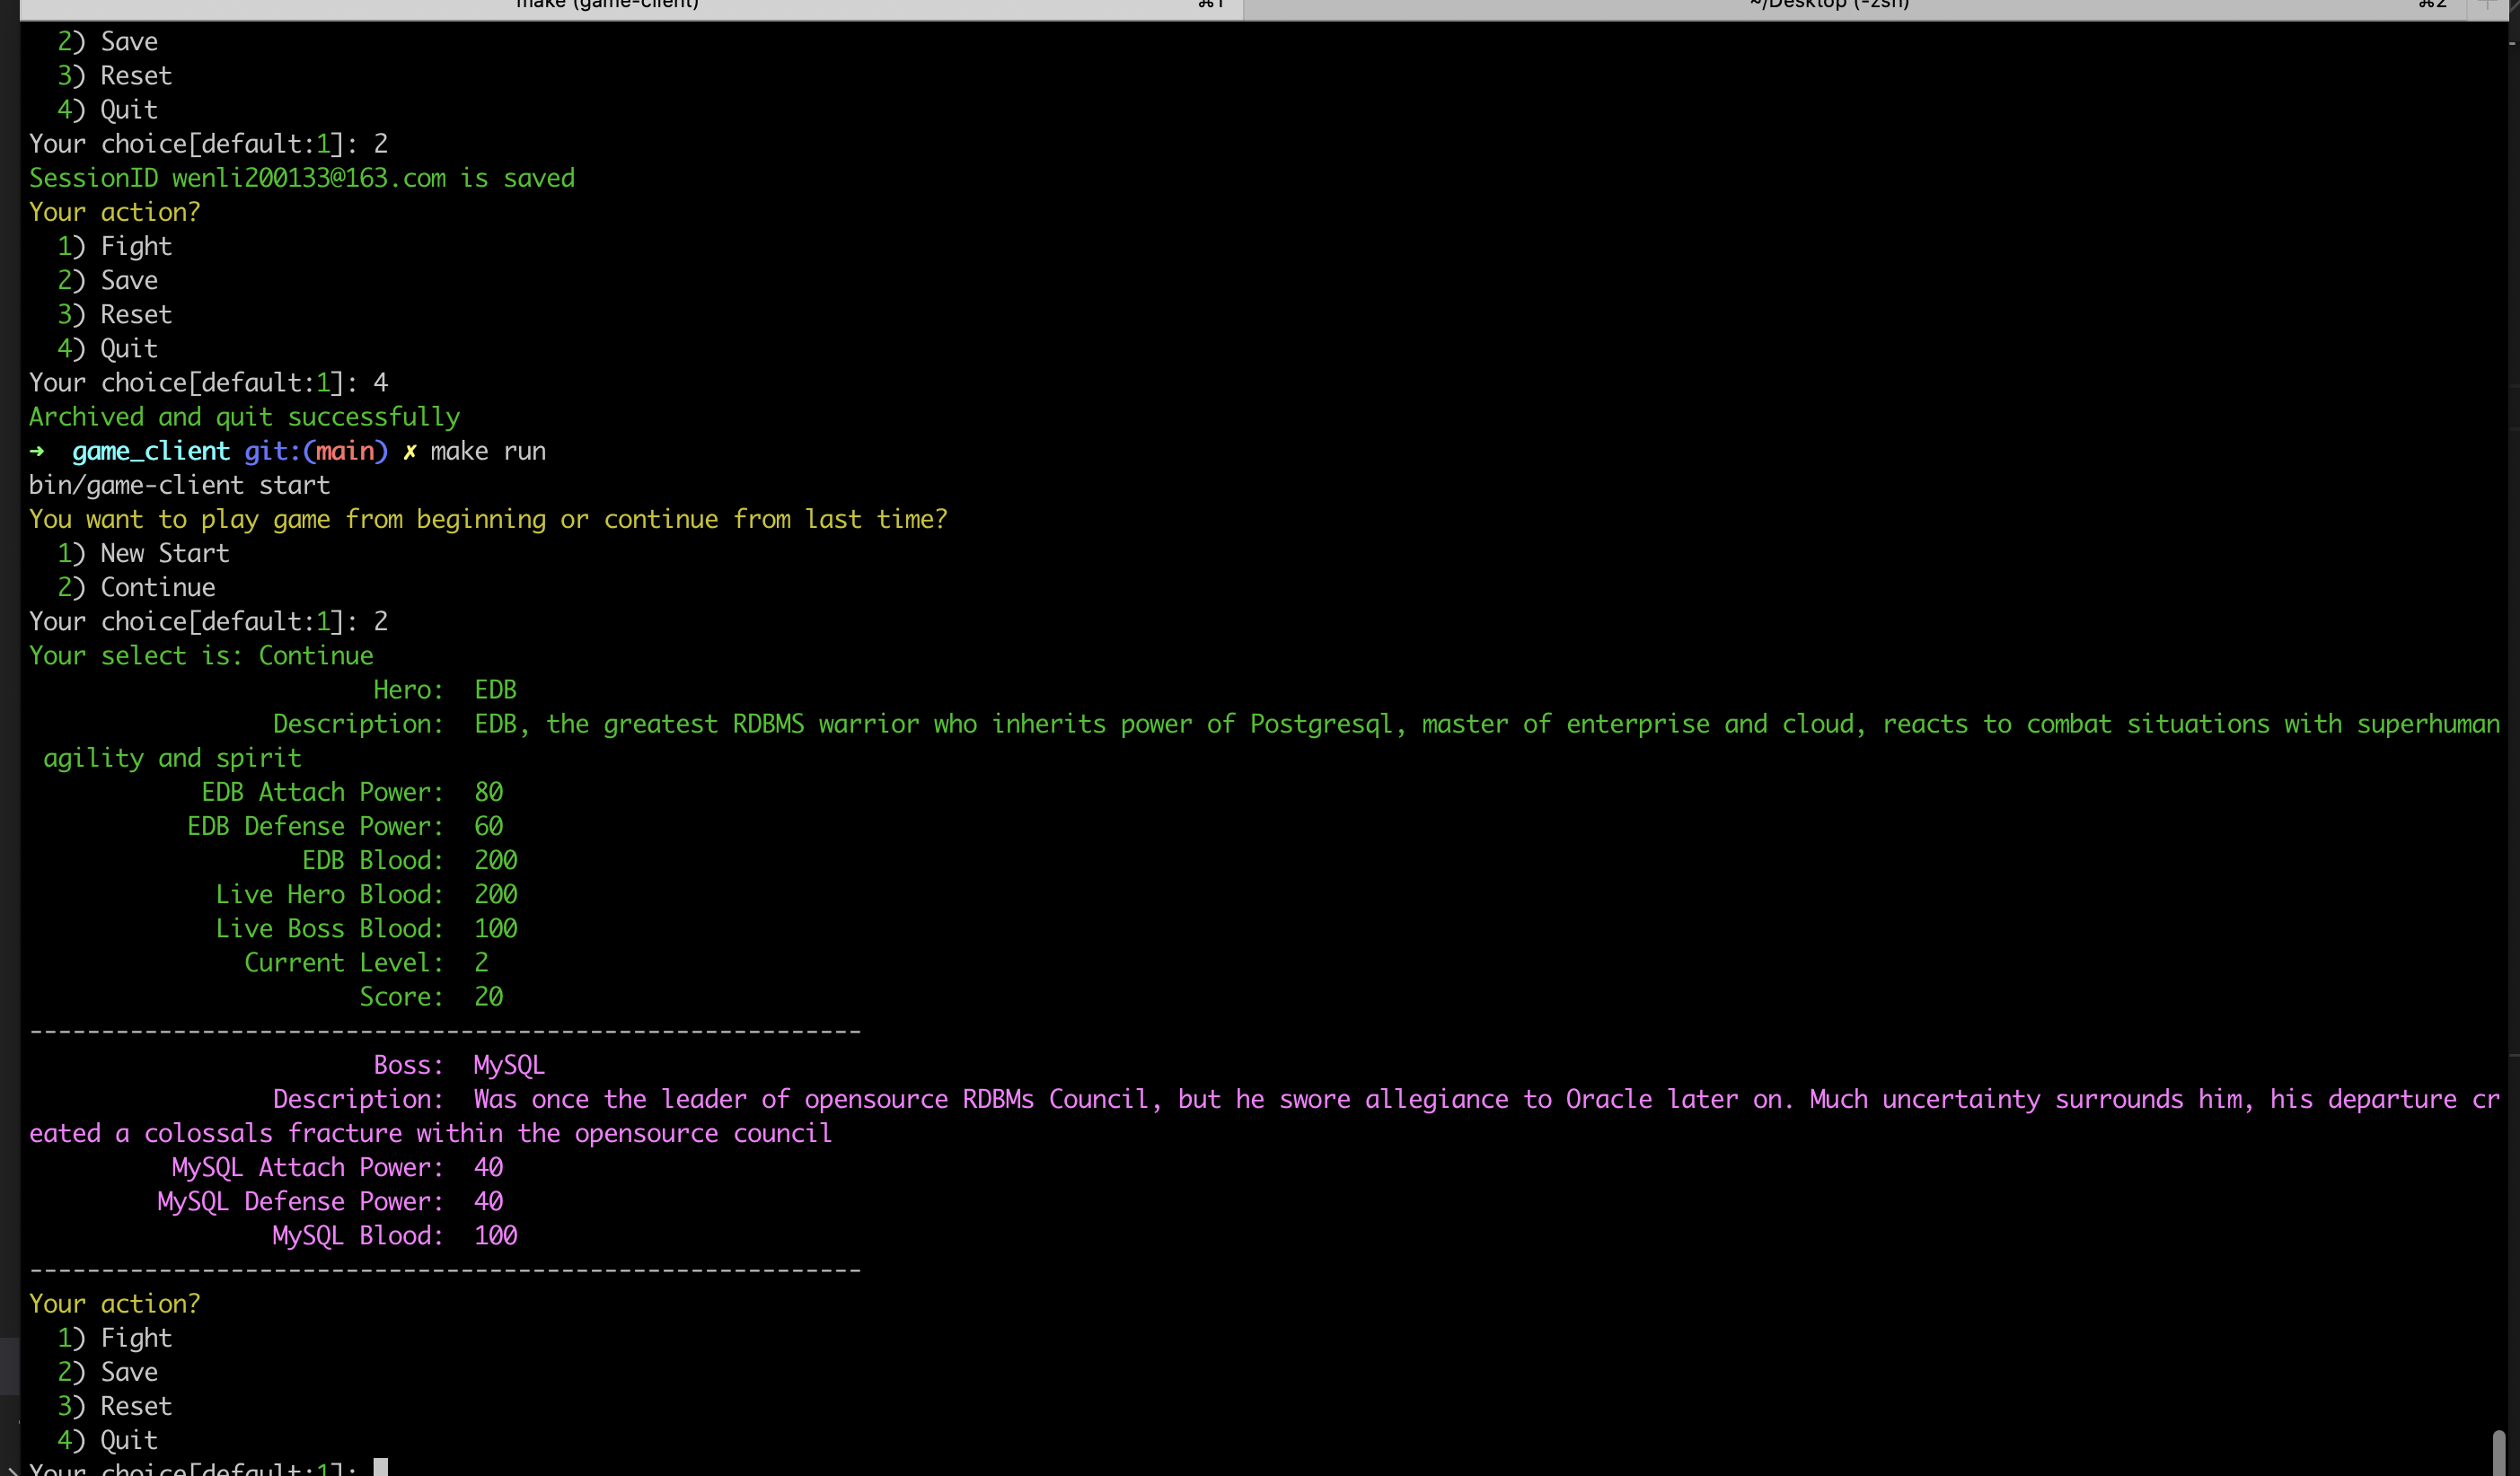 make (game-client) ⌘1 ~/Desktop (-zsh) ⌘2
2) Save
3) Reset
4) Quit
Your choice[default:1]: 2
SessionID wenli200133@163.com is saved
Your action?
1) Fight
2) Save
3) Reset
4) Quit
Your choice[default:1]: 4
Archived and quit successfully
➜ game_client git:(main) ✗ make run
bin/game-client start
You want to play game from beginning or continue from last time?
1) New Start
2) Continue
Your choice[default:1]: 2
Your select is: Continue
Hero: EDB
Description: EDB, the greatest RDBMS warrior who inherits power of Postgresql, master of enterprise and cloud, reacts to combat situations with superhuman
agility and spirit
EDB Attach Power: 80
EDB Defense Power: 60
EDB Blood: 200
Live Hero Blood: 200
Live Boss Blood: 100
Current Level: 2
Score: 20
----------------------------------------------------------
Boss: MySQL
Description: Was once the leader of opensource RDBMs Council, but he swore allegiance to Oracle later on. Much uncertainty surrounds him, his departure cr
eated a colossals fracture within the opensource council
MySQL Attach Power: 40
MySQL Defense Power: 40
MySQL Blood: 100
----------------------------------------------------------
Your action?
1) Fight
2) Save
3) Reset
4) Quit
Your choice[default:1]: